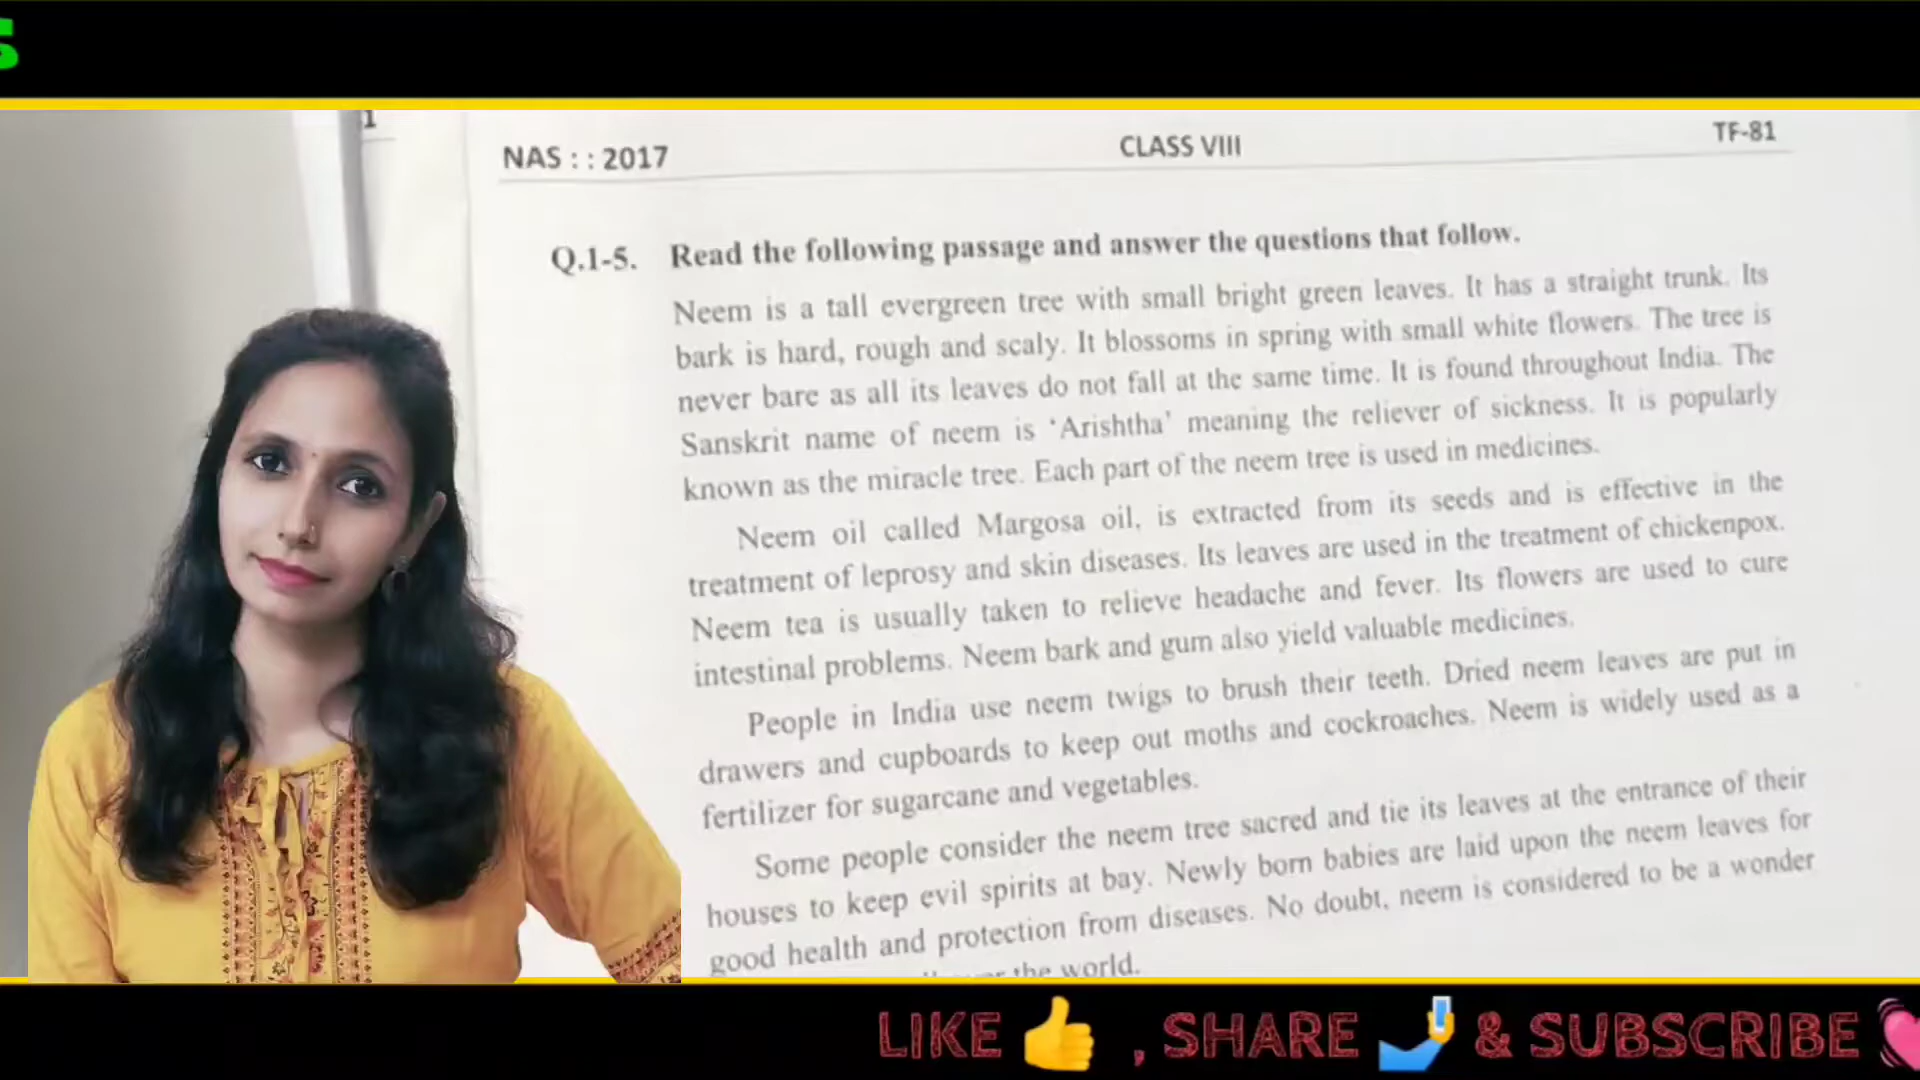 S
1
NAS : : 2017 CLASS VIII TF-81
Q.1-5. Read the following passage and answer the questions that follow.
Neem is a tall evergreen tree with small bright green leaves. It has a straight trunk. Its
bark is hard, rough and scaly. It blossoms in spring with small white flowers. The tree is
never bare as all its leaves do not fall at the same time. It is found throughout India. The
Sanskrit name of neem is ‘Arishtha’ meaning the reliever of sickness. It is popularly
known as the miracle tree. Each part of the neem tree is used in medicines.
Neem oil called Margosa oil, is extracted from its seeds and is effective in the
treatment of leprosy and skin diseases. Its leaves are used in the treatment of chickenpox.
Neem tea is usually taken to relieve headache and fever. Its flowers are used to cure
intestinal problems. Neem bark and gum also yield valuable medicines.
People in India use neem twigs to brush their teeth. Dried neem leaves are put in
drawers and cupboards to keep out moths and cockroaches. Neem is widely used as a
fertilizer for sugarcane and vegetables.
Some people consider the neem tree sacred and tie its leaves at the entrance of their
houses to keep evil spirits at bay. Newly born babies are laid upon the neem leaves for
good health and protection from diseases. No doubt, neem is considered to be a wonder
the world.
LIKE 👍 , SHARE 🤳 & SUBSCRIBE 💓